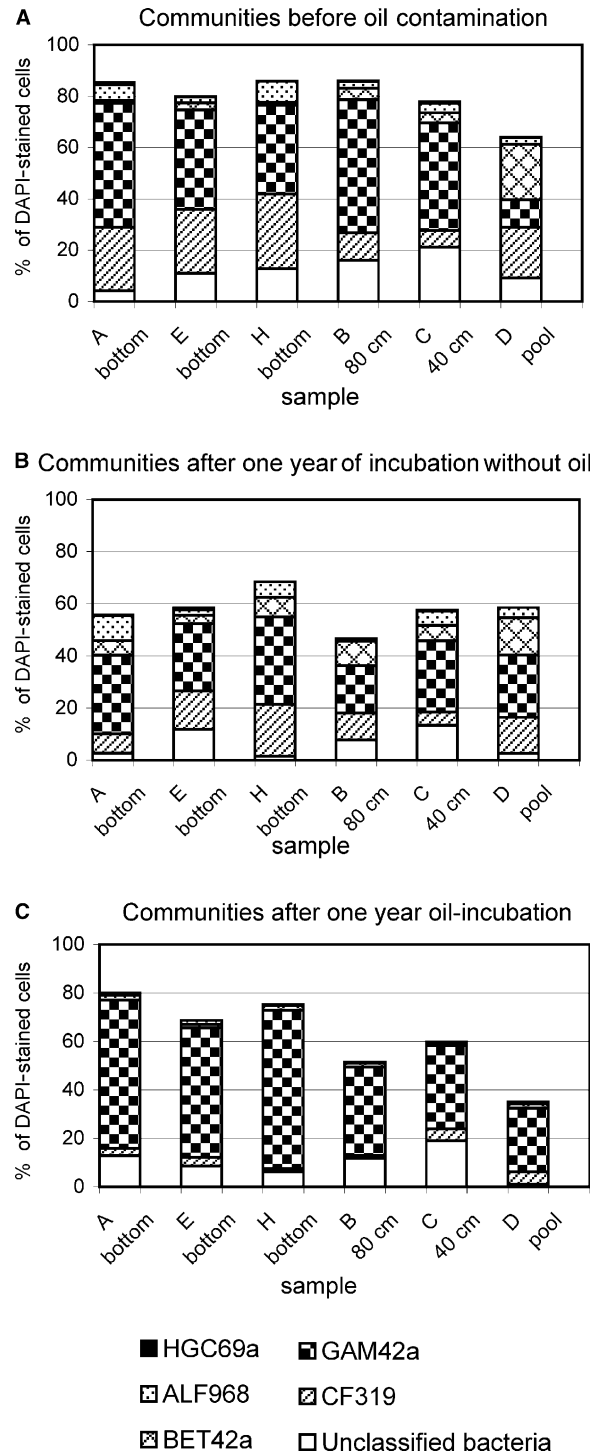 A Communities before oil contamination
% of DAPI-stained cells
100
80
60
40
20
0
A bottom
E bottom
H bottom
B 80 cm
C 40 cm
D pool
sample
B Communities after one year of incubation without oil
% of DAPI-stained cells
100
80
60
40
20
0
A bottom
E bottom
H bottom
B 80 cm
C 40 cm
D pool
sample
C Communities after one year oil-incubation
% of DAPI-stained cells
100
80
60
40
20
0
A bottom
E bottom
H bottom
B 80 cm
C 40 cm
D pool
sample
HGC69a GAM42a
ALF968 CF319
BET42a Unclassified bacteria